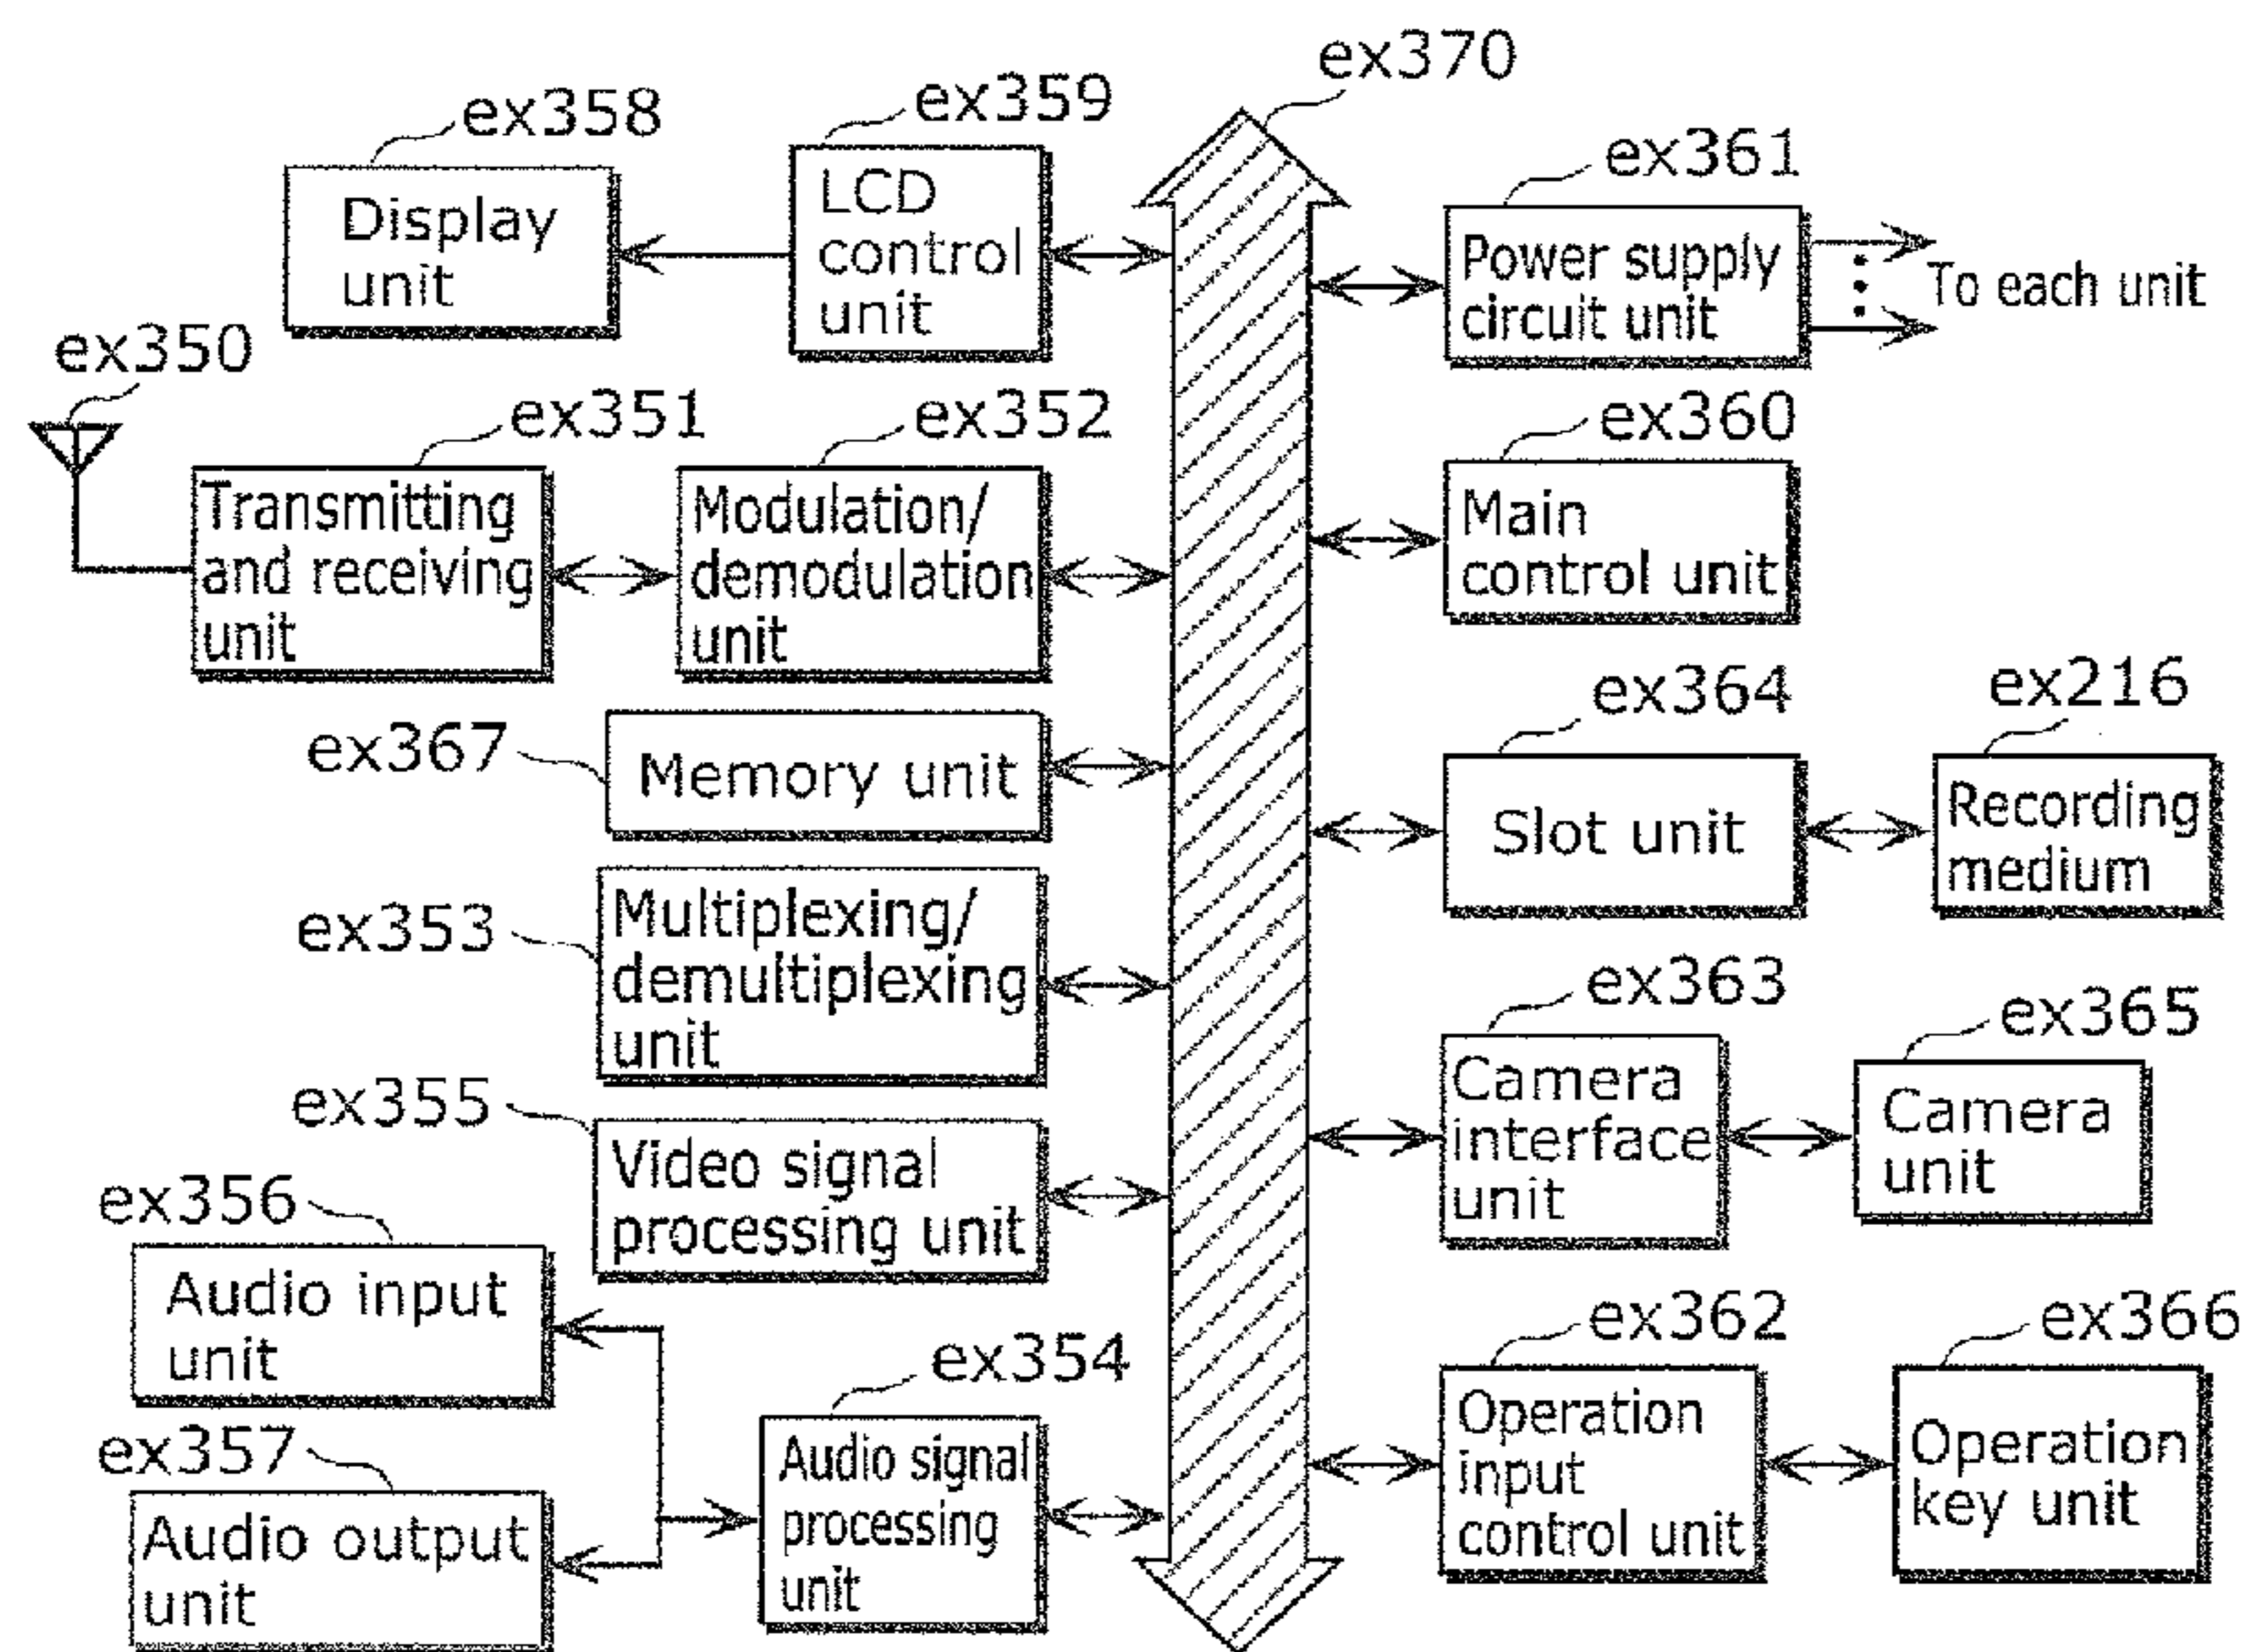 ex370
ex358
ex359
ex361
Display
unit
LCD
control
unit
Power supply
circuit unit
To each unit
ex350
ex351
ex352
ex360
Transmitting
and receiving
unit
Modulation/
demodulation
unit
Main
control unit
ex367
Memory unit
ex364
ex216
Slot unit
Recording
medium
ex353
Multiplexing/
demultiplexing
unit
ex363
ex365
Camera
interface
unit
Camera
unit
ex355
Video signal
processing unit
ex356
Audio input
unit
ex362
ex366
Operation
input
control unit
Operation
key unit
ex354
Audio signal
processing
unit
ex357
Audio output
unit